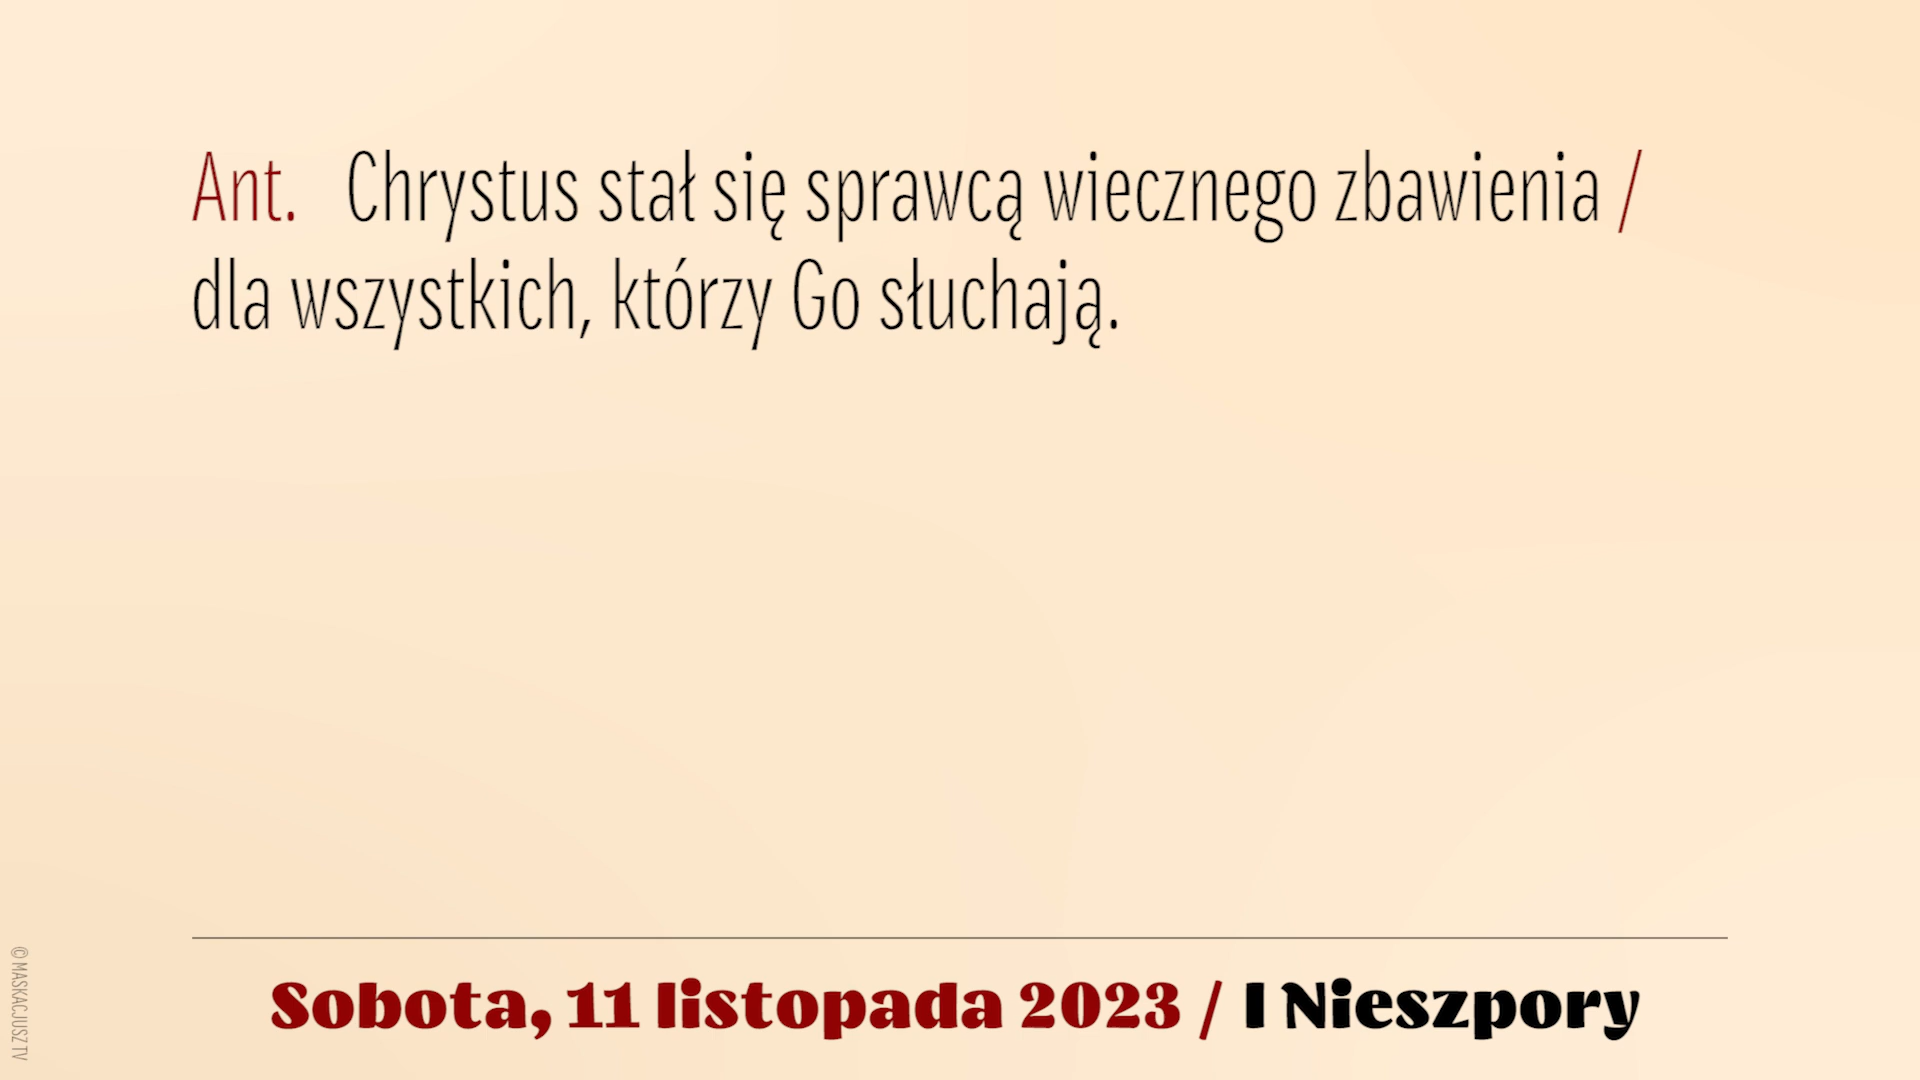 Ant. Chrystus stał się sprawcą wiecznego zbawienia /
dla wszystkich, którzy Go słuchają.
Sobota, 11 listopada 2023 / I Nieszpory
© MASKACJUSZ TV